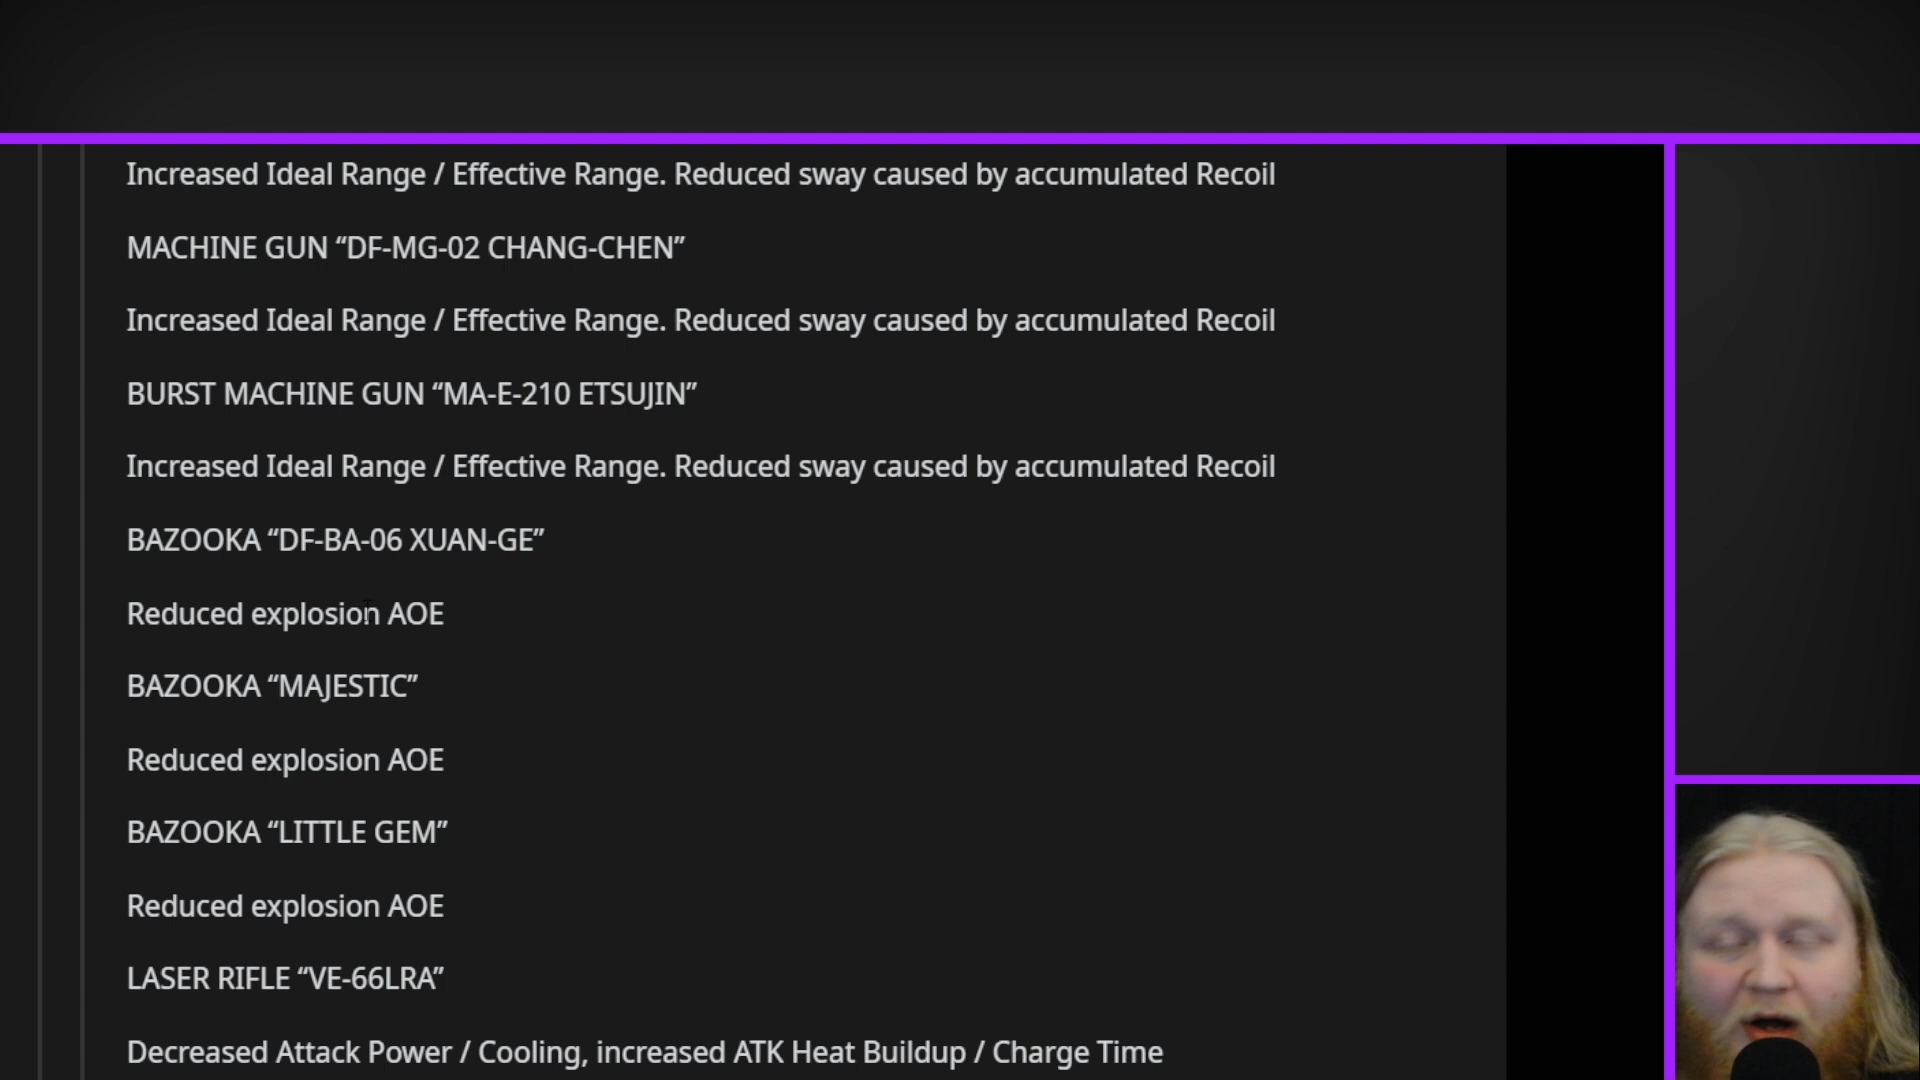 Increased Ideal Range / Effective Range. Reduced sway caused by accumulated Recoil
MACHINE GUN “DF-MG-02 CHANG-CHEN”
Increased Ideal Range / Effective Range. Reduced sway caused by accumulated Recoil
BURST MACHINE GUN “MA-E-210 ETSUJIN”
Increased Ideal Range / Effective Range. Reduced sway caused by accumulated Recoil
BAZOOKA “DF-BA-06 XUAN-GE”
Reduced explosion AOE
BAZOOKA “MAJESTIC”
Reduced explosion AOE
BAZOOKA “LITTLE GEM”
Reduced explosion AOE
LASER RIFLE “VE-66LRA”
Decreased Attack Power / Cooling, increased ATK Heat Buildup / Charge Time